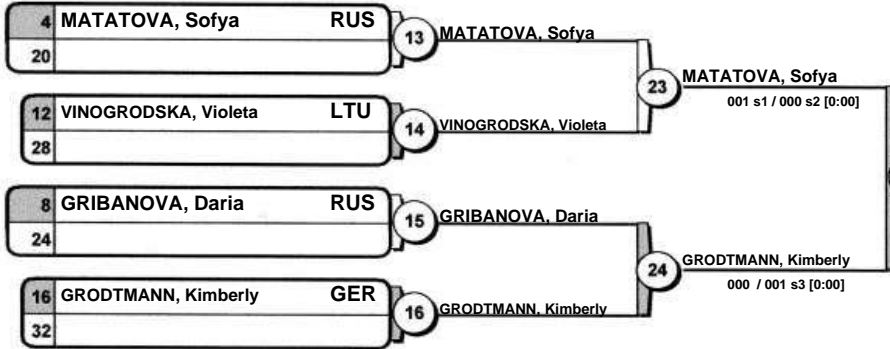 4 MATATOVA, Sofya RUS
20
13 MATATOVA, Sofya
12 VINOGRODSKA, Violeta LTU
28
14 VINOGRODSKA, Violeta
23 MATATOVA, Sofya
001 s1 / 000 s2 [0:00]
8 GRIBANOVA, Daria RUS
24
15 GRIBANOVA, Daria
16 GRODTMANN, Kimberly GER
32
16 GRODTMANN, Kimberly
24 GRODTMANN, Kimberly
000 / 001 s3 [0:00]